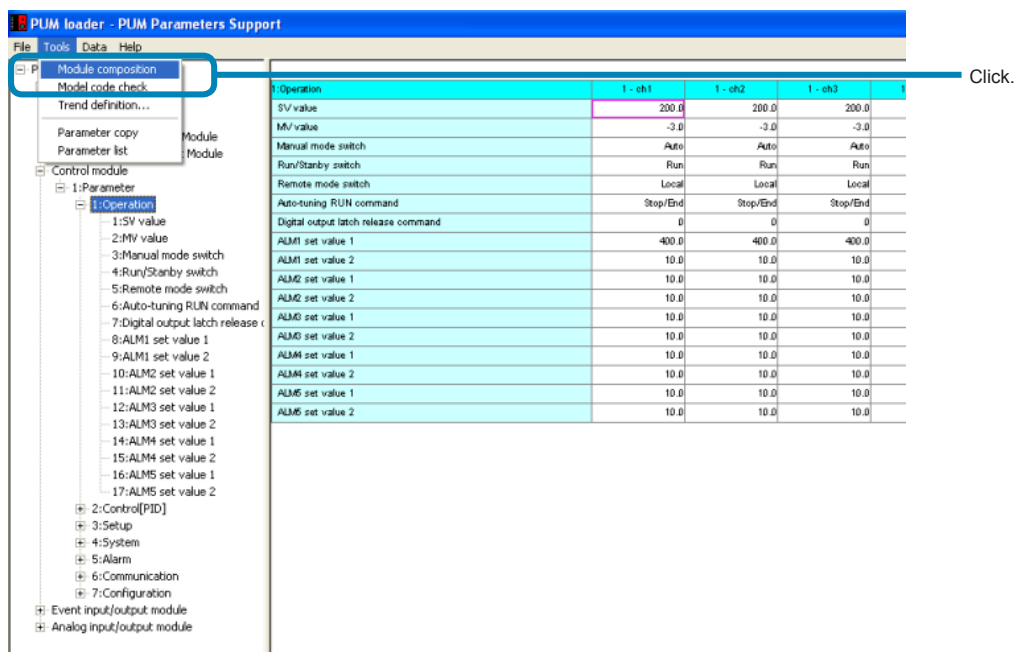 PUM loader - PUM Parameters Support
File Tools Data Help
Click.
P
Module composition
Model code check
Trend definition...
Parameter copy
Parameter list
Module
Module
Control module
1:Parameter
1:Operation
1:SV value
2:MV value
3:Manual mode switch
4:Run/Stanby switch
5:Remote mode switch
6:Auto-tuning RUN command
7:Digital output latch release
8:ALM1 set value 1
9:ALM1 set value 2
10:ALM2 set value 1
11:ALM2 set value 2
12:ALM3 set value 1
13:ALM3 set value 2
14:ALM4 set value 1
15:ALM4 set value 2
16:ALM5 set value 1
17:ALM5 set value 2
2:Control[PID]
3:Setup
4:System
5:Alarm
6:Communication
7:Configuration
Event input/output module
Analog input/output module
1:Operation 1 - ch1 1 - ch2 1 - ch3 1
SV value 200.0 200.0 200.0
MV value -3.0 -3.0 -3.0
Manual mode switch Auto Auto Auto
Run/Stanby switch Run Run Run
Remote mode switch Local Local Local
Auto-tuning RUN command Stop/End Stop/End Stop/End
Digital output latch release command 0 0 0
ALM1 set value 1 400.0 400.0 400.0
ALM1 set value 2 10.0 10.0 10.0
ALM2 set value 1 10.0 10.0 10.0
ALM2 set value 2 10.0 10.0 10.0
ALM3 set value 1 10.0 10.0 10.0
ALM3 set value 2 10.0 10.0 10.0
ALM4 set value 1 10.0 10.0 10.0
ALM4 set value 2 10.0 10.0 10.0
ALM5 set value 1 10.0 10.0 10.0
ALM5 set value 2 10.0 10.0 10.0